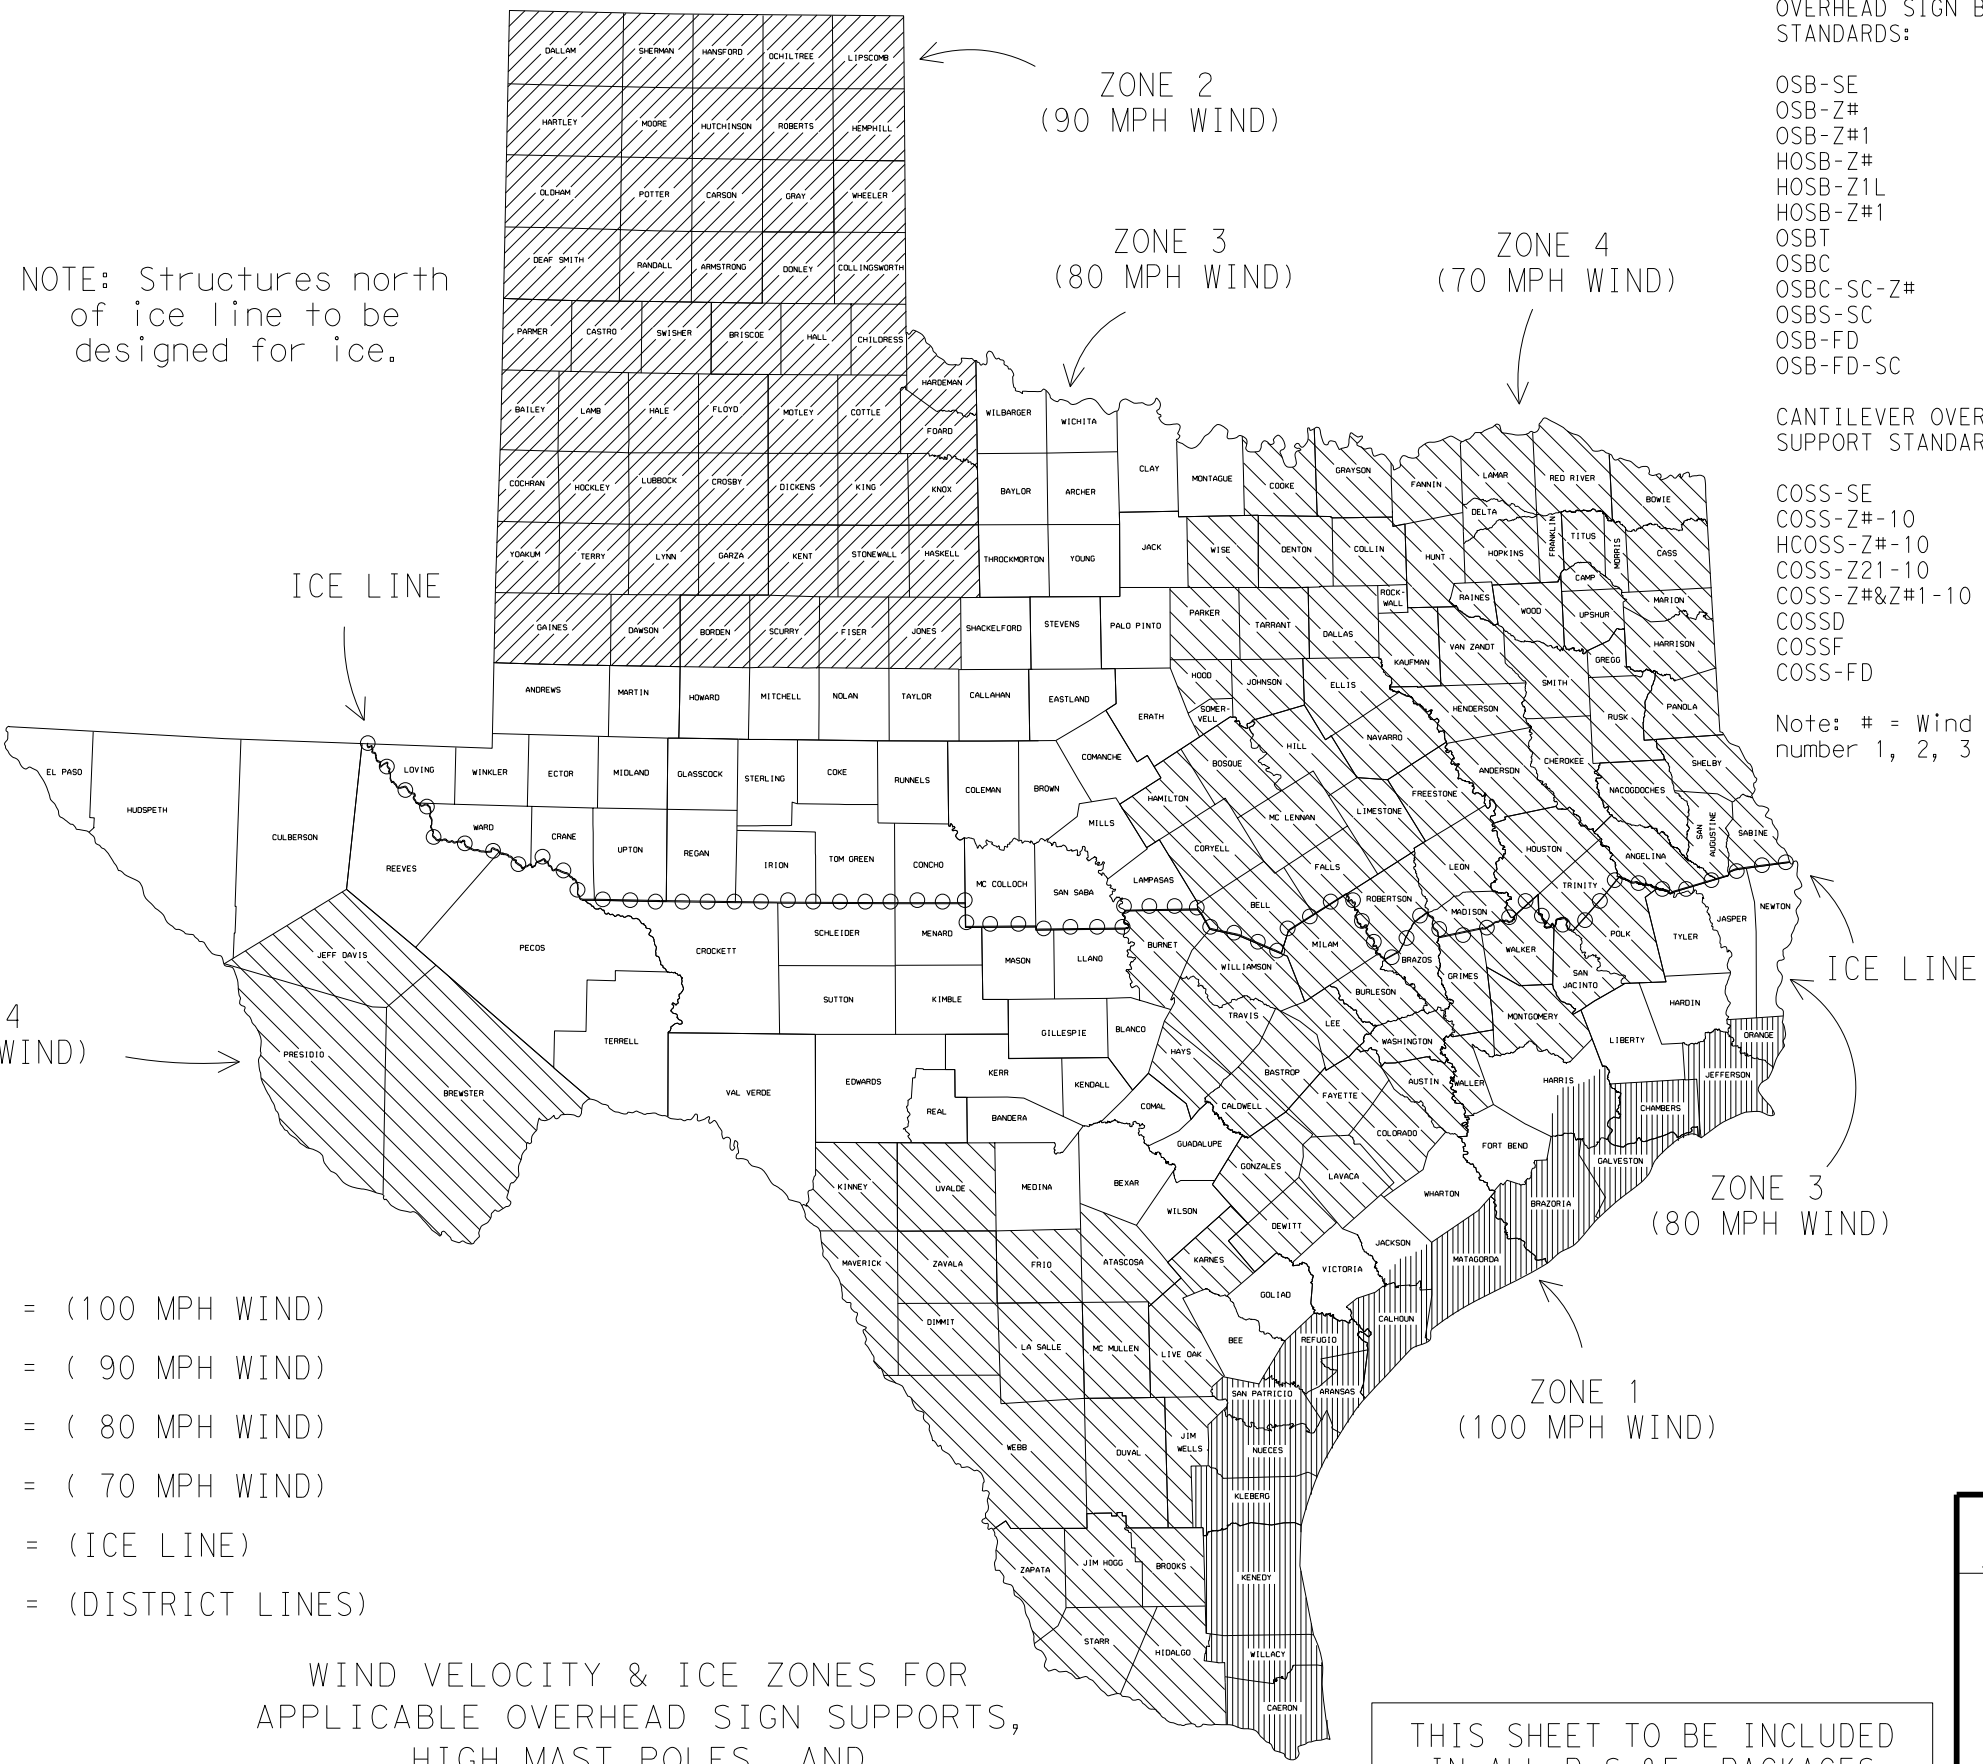 OVERHEAD SIGN B
STANDARDS:
OSB-SE
OSB-Z#
OSB-Z#1
HOSB-Z#
HOSB-Z1L
HOSB-Z#1
OSBT
OSBC
OSBC-SC-Z#
OSBS-SC
OSB-FD
OSB-FD-SC
CANTILEVER OVER
SUPPORT STANDAR
COSS-SE
COSS-Z#-10
HCOSS-Z#-10
COSS-Z21-10
COSS-Z#&Z#1-10
COSSD
COSSF
COSS-FD
Note: # = Wind
number 1, 2, 3
ZONE 2
(90 MPH WIND)
ZONE 3
(80 MPH WIND)
ZONE 4
(70 MPH WIND)
NOTE: Structures north
of ice line to be
designed for ice.
ICE LINE
DALLAM SHERMAN HANSFORD OCHILTREE LIPSCOMB
HARTLEY MOORE HUTCHINSON ROBERTS HEMPHILL
OLDHAM POTTER CARSON GRAY WHEELER
DEAF SMITH RANDALL ARMSTRONG DONLEY COLLINGSWORTH
PARMER CASTRO SWISHER BRISCOE HALL CHILDRESS
HARDEMAN
BAILEY LAMB HALE FLOYD MOTLEY COTTLE
FOARD WILBARGER WICHITA
COCHRAN HOCKLEY LUBBOCK CROSBY DICKENS KING KNOX BAYLOR ARCHER CLAY MONTAGUE COOKE GRAYSON FANNIN LAMAR RED RIVER BOWIE
DELTA
YOAKUM TERRY LYNN GARZA KENT STONEWALL HASKELL THROCKMORTON YOUNG JACK WISE DENTON COLLIN HUNT HOPKINS FRANKLIN TITUS MORRIS CASS
CAMP
ROCK-
WALL
RAINES WOOD UPSHUR MARION
GAINES DAWSON BORDEN SCURRY FISER JONES SHACKELFORD STEVENS PALO PINTO PARKER TARRANT DALLAS KAUFMAN VAN ZANDT GREGG HARRISON
ANDREWS MARTIN HOWARD MITCHELL NOLAN TAYLOR CALLAHAN EASTLAND ERATH HOOD JOHNSON ELLIS HENDERSON SMITH RUSK PANOLA
SOMER-
VELL
HILL NAVARRO
EL PASO HUDSPETH CULBERSON LOVING WINKLER ECTOR MIDLAND GLASSCOCK STERLING COKE RUNNELS COLEMAN BROWN COMANCHE BOSQUE ANDERSON CHEROKEE SHELBY
HAMILTON MC LENNAN LIMESTONE FREESTONE NACOGDOCHES
REEVES WARD CRANE UPTON REGAN IRION TOM GREEN CONCHO MILLS CORYELL FALLS LEON HOUSTON ANGELINA SAN
AUGUSTINE
SABINE
MC COLLOCH SAN SABA LAMPASAS BELL ROBERTSON MADISON TRINITY JASPER NEWTON
JEFF DAVIS PECOS CROCKETT SCHLEIDER MENARD MASON LLANO BURNET MILAM BRAZOS WALKER POLK TYLER
WILLIAMSON GRIMES SAN
JACINTO
ICE LINE
SUTTON KIMBLE BURLESON HARDIN
PRESIDIO TERRELL GILLESPIE BLANCO TRAVIS LEE MONTGOMERY LIBERTY ORANGE
HAYS WASHINGTON
BREWSTER VAL VERDE EDWARDS KERR KENDALL BASTROP AUSTIN WALLER HARRIS JEFFERSON
REAL BANDERA COMAL CALDWELL FAYETTE CHAMBERS
GUADALUPE COLORADO FORT BEND GALVESTON
KINNEY UVALDE MEDINA BEXAR GONZALES LAVACA WHARTON BRAZORIA
WILSON DEWITT
MAVERICK ZAVALA FRIO ATASCOSA KARNES VICTORIA JACKSON MATAGORDA
GOLIAD
DIMMIT LA SALLE MC MULLEN LIVE OAK BEE REFUGIO CALHOUN
SAN PATRICIO ARANSAS
WEBB DUVAL JIM
WELLS
NUECES
KLEBERG
ZAPATA JIM HOGG BROOKS KENEDY
STARR HIDALGO WILLACY
CAERON
4
WIND)
ZONE 3
(80 MPH WIND)
ZONE 1
(100 MPH WIND)
= (100 MPH WIND)
= ( 90 MPH WIND)
= ( 80 MPH WIND)
= ( 70 MPH WIND)
= (ICE LINE)
= (DISTRICT LINES)
WIND VELOCITY & ICE ZONES FOR
APPLICABLE OVERHEAD SIGN SUPPORTS,
HIGH MAST POLES, AND
THIS SHEET TO BE INCLUDED
IN ALL P.S.&E. PACKAGES